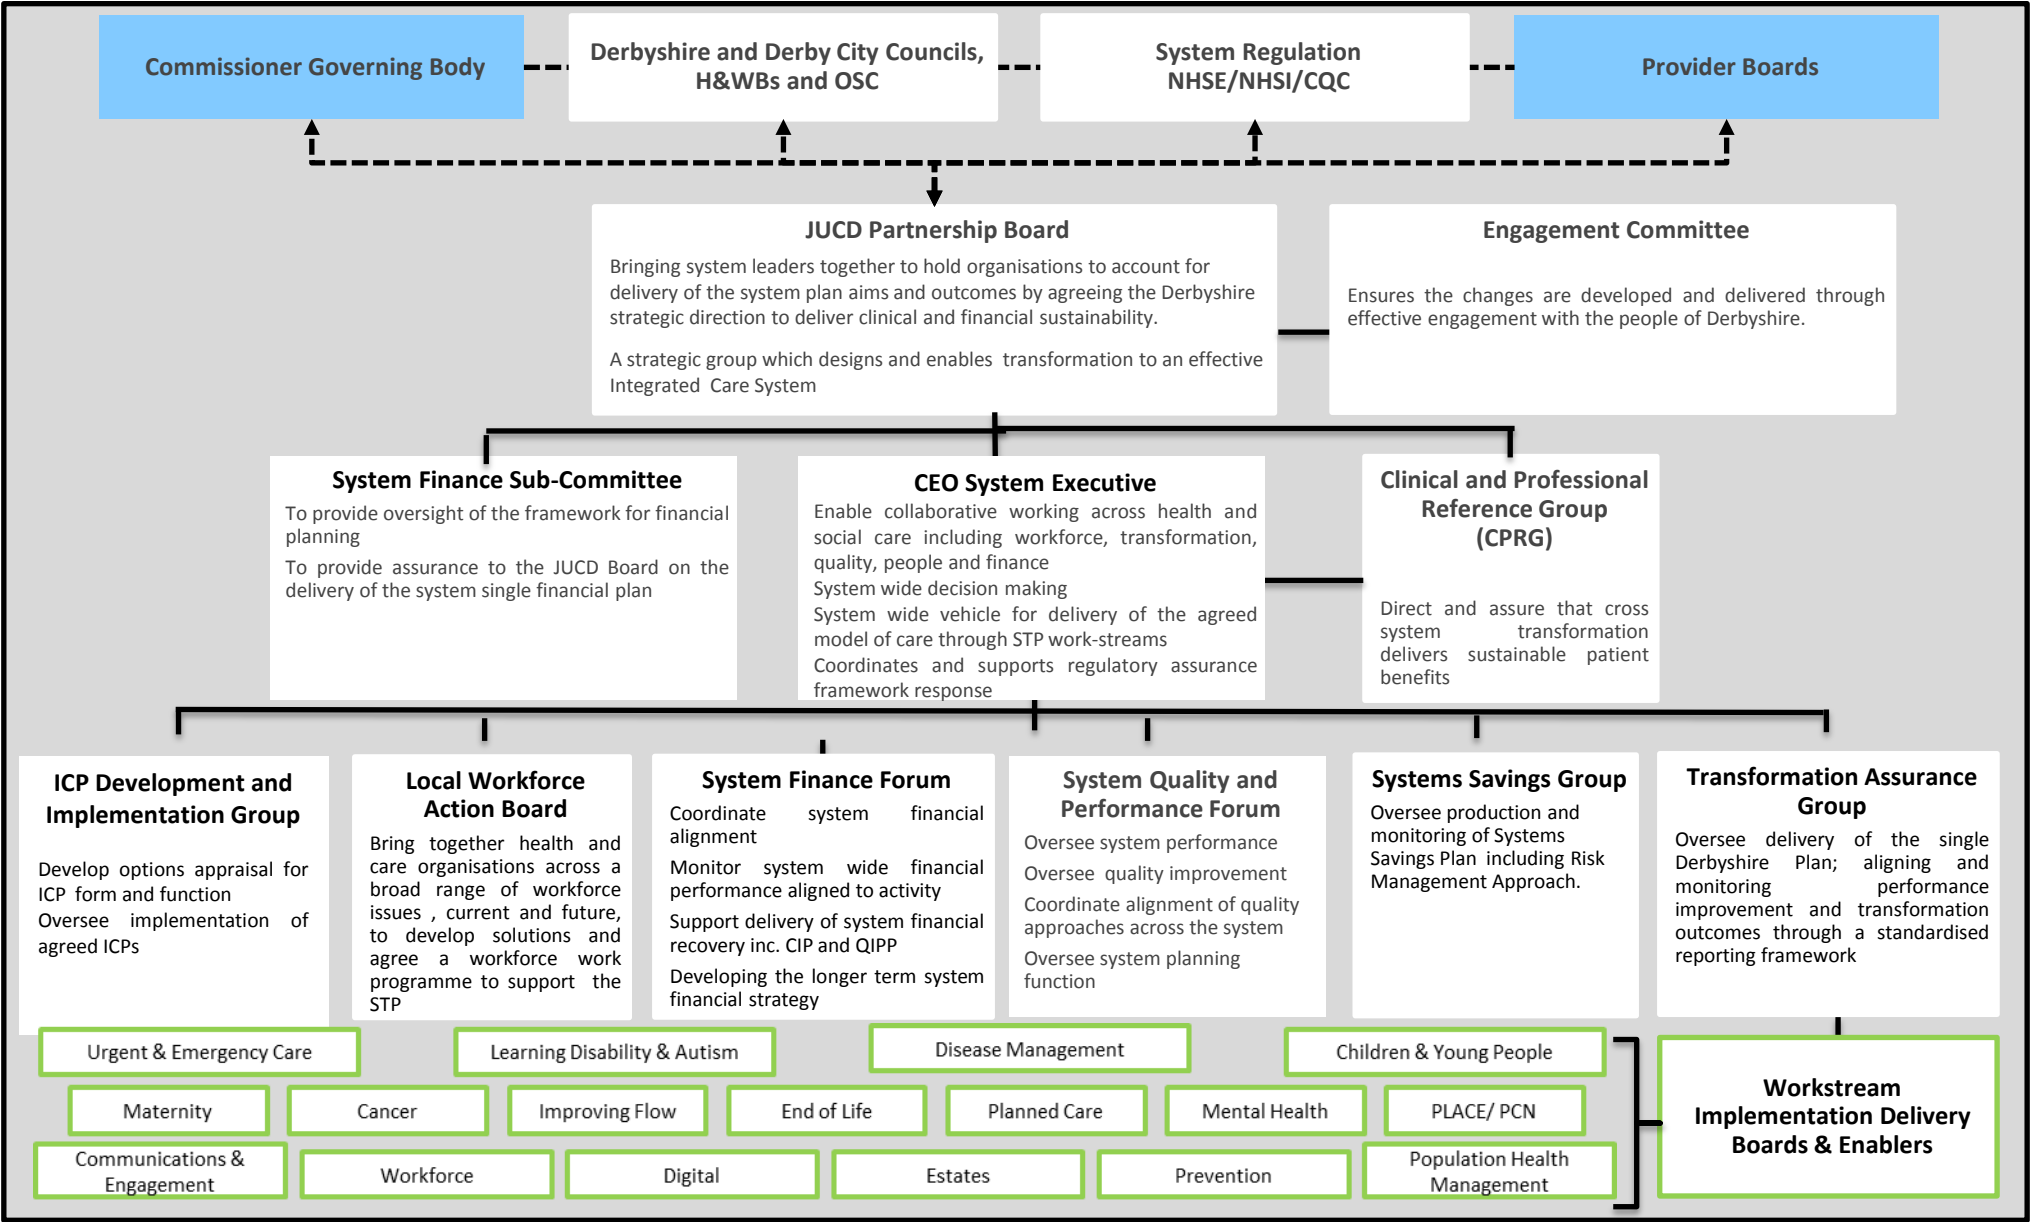 Commissioner Governing Body
Derbyshire and Derby City Councils,
H&WBs and OSC
System Regulation
NHSE/NHSI/CQC
Provider Boards
JUCD Partnership Board
Bringing system leaders together to hold organisations to account for
delivery of the system plan aims and outcomes by agreeing the Derbyshire
strategic direction to deliver clinical and financial sustainability.
A strategic group which designs and enables transformation to an effective
Integrated Care System
Engagement Committee
Ensures the changes are developed and delivered through
effective engagement with the people of Derbyshire.
System Finance Sub-Committee
To provide oversight of the framework for financial
planning
To provide assurance to the JUCD Board on the
delivery of the system single financial plan
CEO System Executive
Enable collaborative working across health and
social care including workforce, transformation,
quality, people and finance
System wide decision making
System wide vehicle for delivery of the agreed
model of care through STP work-streams
Coordinates and supports regulatory assurance
framework response
Clinical and Professional
Reference Group
(CPRG)
Direct and assure that cross
system transformation
delivers sustainable patient
benefits
ICP Development and
Implementation Group
Develop options appraisal for
ICP form and function
Oversee implementation of
agreed ICPs
Local Workforce
Action Board
Bring together health and
care organisations across a
broad range of workforce
issues , current and future,
to develop solutions and
agree a workforce work
programme to support the
STP
System Finance Forum
Coordinate system financial
alignment
Monitor system wide financial
performance aligned to activity
Support delivery of system financial
recovery inc. CIP and QIPP
Developing the longer term system
financial strategy
System Quality and
Performance Forum
Oversee system performance
Oversee quality improvement
Coordinate alignment of quality
approaches across the system
Oversee system planning
function
Systems Savings Group
Oversee production and
monitoring of Systems
Savings Plan including Risk
Management Approach.
Transformation Assurance
Group
Oversee delivery of the single
Derbyshire Plan; aligning and
monitoring performance
improvement and transformation
outcomes through a standardised
reporting framework
Urgent & Emergency Care
Learning Disability & Autism
Disease Management
Children & Young People
Maternity
Cancer
Improving Flow
End of Life
Planned Care
Mental Health
PLACE/ PCN
Communications &
Engagement
Workforce
Digital
Estates
Prevention
Population Health
Management
Workstream
Implementation Delivery
Boards & Enablers